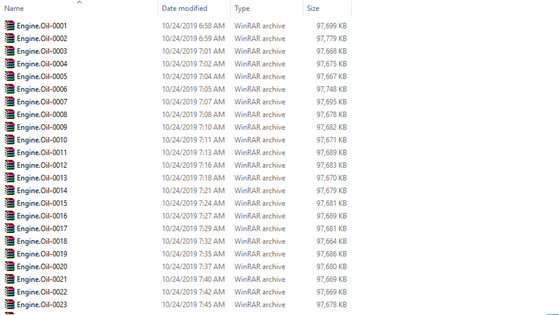 Name Date modified Type Size
Engine.Oil-0001 10/24/2019 6:58 AM WinRAR archive 97,699 KB
Engine.Oil-0002 10/24/2019 6:59 AM WinRAR archive 97,779 KB
Engine.Oil-0003 10/24/2019 7:01 AM WinRAR archive 97,668 KB
Engine.Oil-0004 10/24/2019 7:02 AM WinRAR archive 97,675 KB
Engine.Oil-0005 10/24/2019 7:04 AM WinRAR archive 97,667 KB
Engine.Oil-0006 10/24/2019 7:05 AM WinRAR archive 97,748 KB
Engine.Oil-0007 10/24/2019 7:07 AM WinRAR archive 97,695 KB
Engine.Oil-0008 10/24/2019 7:08 AM WinRAR archive 97,678 KB
Engine.Oil-0009 10/24/2019 7:10 AM WinRAR archive 97,682 KB
Engine.Oil-0010 10/24/2019 7:11 AM WinRAR archive 97,671 KB
Engine.Oil-0011 10/24/2019 7:13 AM WinRAR archive 97,689 KB
Engine.Oil-0012 10/24/2019 7:16 AM WinRAR archive 97,683 KB
Engine.Oil-0013 10/24/2019 7:18 AM WinRAR archive 97,670 KB
Engine.Oil-0014 10/24/2019 7:21 AM WinRAR archive 97,679 KB
Engine.Oil-0015 10/24/2019 7:24 AM WinRAR archive 97,681 KB
Engine.Oil-0016 10/24/2019 7:27 AM WinRAR archive 97,689 KB
Engine.Oil-0017 10/24/2019 7:29 AM WinRAR archive 97,681 KB
Engine.Oil-0018 10/24/2019 7:32 AM WinRAR archive 97,664 KB
Engine.Oil-0019 10/24/2019 7:35 AM WinRAR archive 97,686 KB
Engine.Oil-0020 10/24/2019 7:37 AM WinRAR archive 97,680 KB
Engine.Oil-0021 10/24/2019 7:40 AM WinRAR archive 97,669 KB
Engine.Oil-0022 10/24/2019 7:42 AM WinRAR archive 97,669 KB
Engine.Oil-0023 10/24/2019 7:45 AM WinRAR archive 97,678 KB